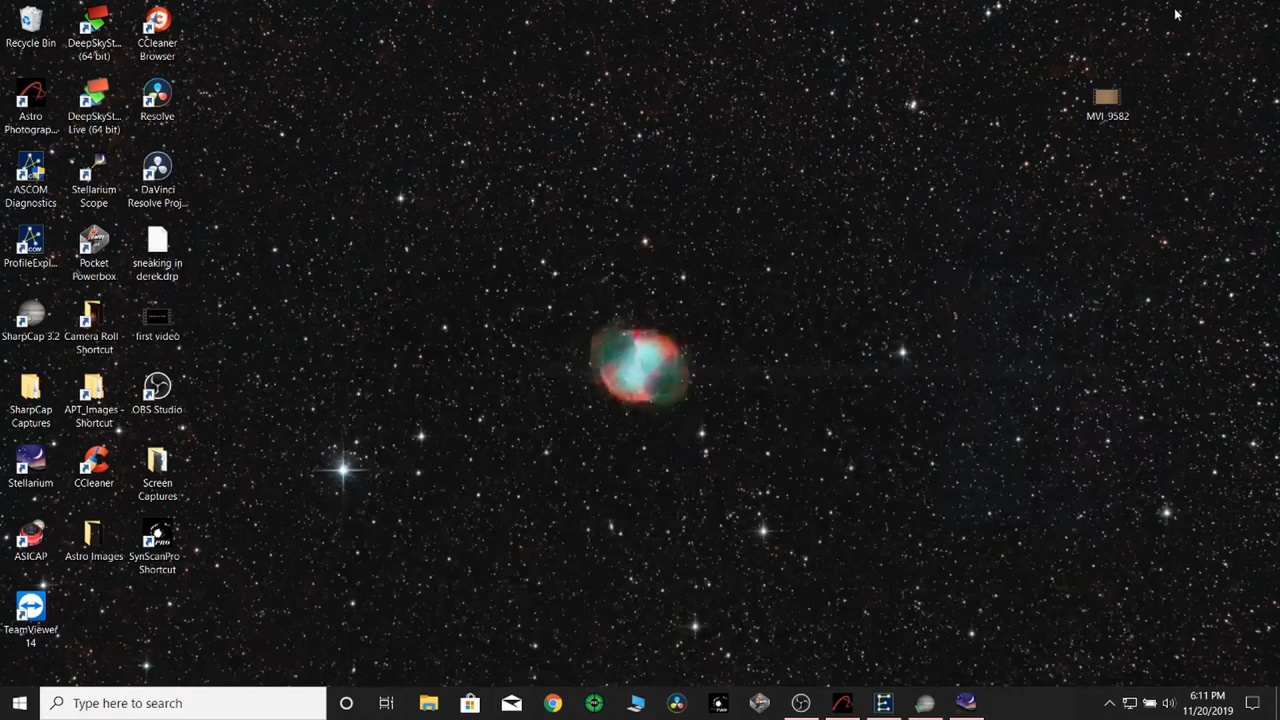 Recycle Bin
DeepSkySt...
(64 bit)
CCleaner
Browser
Astro
Photograp...
DeepSkySt...
Live (64 bit)
Resolve
MVI_9582
ASCOM
Diagnostics
Stellarium
Scope
DaVinci
Resolve Proj...
ProfileExpl...
Pocket
Powerbox
sneaking in
derek.drp
SharpCap 3.2
Camera Roll -
Shortcut
first video
SharpCap
Captures
APT_Images -
Shortcut
OBS Studio
Stellarium
CCleaner
Screen
Captures
ASICAP
Astro Images
SynScanPro -
Shortcut
TeamViewer
14
Type here to search
6:11 PM
11/20/2019